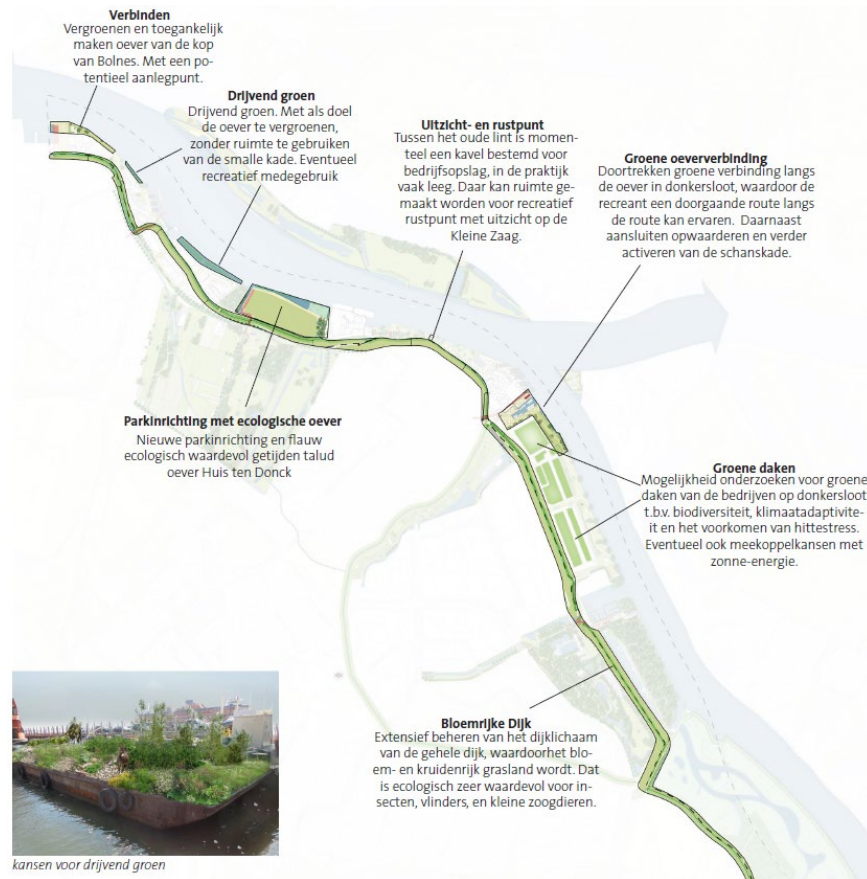 Verbinden
Vergroenen en toegankelijk
maken oever van de kop
van Bolnes. Met een po-
tentieel aanlegpunt.
Drijvend groen
Drijvend groen. Met als doel
de oever te vergroenen,
zonder ruimte te gebruiken
van de smalle kade. Eventueel
recreatief medegebruik
Uitzicht- en rustpunt
Tussen het oude lint is momen-
teel een kavel bestemd voor
bedrijfsopslag, in de praktijk
vaak leeg. Daar kan ruimte ge-
maakt worden voor recreatief
rustpunt met uitzicht op de
Kleine Zaag.
Groene oeververbinding
Doortrekken groene verbinding langs
de oever in donkersloot, waardoor de
recreant een doorgaande route langs
de route kan ervaren. Daarnaast
aansluiten opwaarderen en verder
activeren van de schanskade.
Parkinrichting met ecologische oever
Nieuwe parkinrichting en flauw
ecologisch waardevol getijden talud
oever Huis ten Donck
Groene daken
Mogelijkheid onderzoeken voor groene
daken van de bedrijven op donkersloot
t.b.v. biodiversiteit, klimaatadaptivite-
it en het voorkomen van hittestress.
Eventueel ook meekoppelkansen met
zonne-energie.
Bloemrijke Dijk
Extensief beheren van het dijklichaam
van de gehele dijk, waardoorhet blo-
em- en kruidenrijk grasland wordt. Dat
is ecologisch zeer waardevol voor in-
secten, vlinders, en kleine zoogdieren.
kansen voor drijvend groen